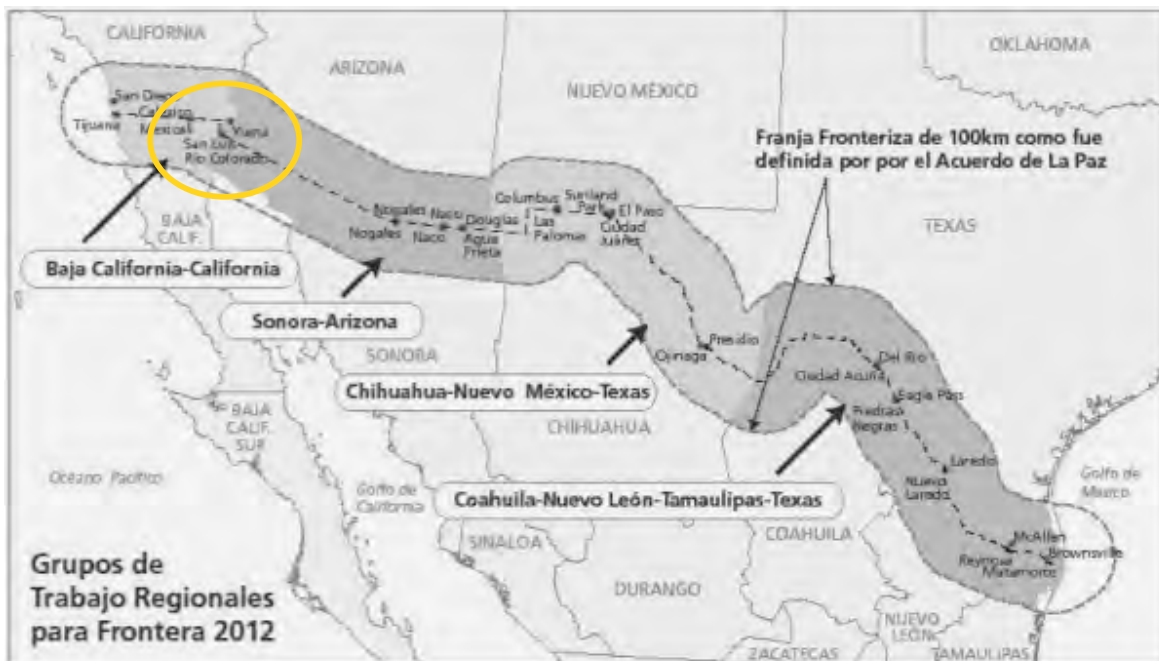 CALIFORNIA
ARIZONA
NUEVO MÉXICO
OKLAHOMA
TEXAS
San Diego
Tijuana
Calexico
Mexicali
Yuma
San Luis
Río Colorado
Franja Fronteriza de 100km como fue
definida por por el Acuerdo de La Paz
BAJA
CALIF.
Baja California-California
Nogales
Nogales
Naco
Naco
Douglas
Agua
Prieta
Columbus
Las
Palomas
Sunland
Park
El Paso
Ciudad
Juárez
Sonora-Arizona
SONORA
Ojinaga
Presidio
Chihuahua-Nuevo México-Texas
CHIHUAHUA
Ciudad Acuña
Del Rio
Eagle Pass
Piedras
Negras
BAJA
CALIF.
SUR
Océano Pacífico
Golfo de
California
Coahuila-Nuevo León-Tamaulipas-Texas
Laredo
Nuevo
Laredo
Golfo de
México
SINALOA
DURANGO
COAHUILA
McAllen
Brownsville
Reynosa
Matamoros
NUEVO
LEÓN
ZACATECAS
TAMAULIPAS
Grupos de
Trabajo Regionales
para Frontera 2012